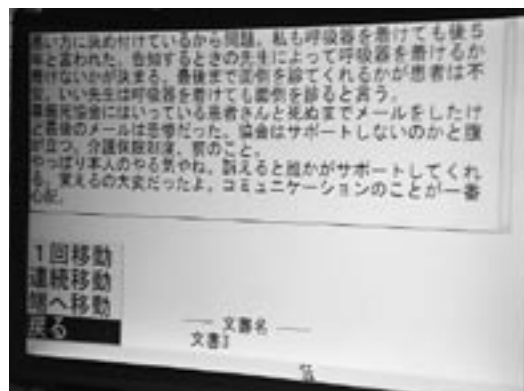 悪い方に決め付けているから問題。私も呼吸器を着けても後5
年と言われた。告知するときの先生によって呼吸器を着けるか
着けないかが決まる。最後まで面倒を診てくれるかが患者は不
安。いい先生は呼吸器を着けても面倒を診ると言う。
協会にはいっている患者さんと死ぬまでメールをしたけ
ど最後のメールは悲惨だった。協会はサポートしないのかと腹
が立つ。介護保険以来、前のこと。
やっぱり本人のやる気やね。訴えると誰かがサポートしてくれ
る。覚えるの大変だったよ。コミュニケーションのことが一番
心配。
1回移動
連続移動
端へ移動
戻る
文書名
文書1